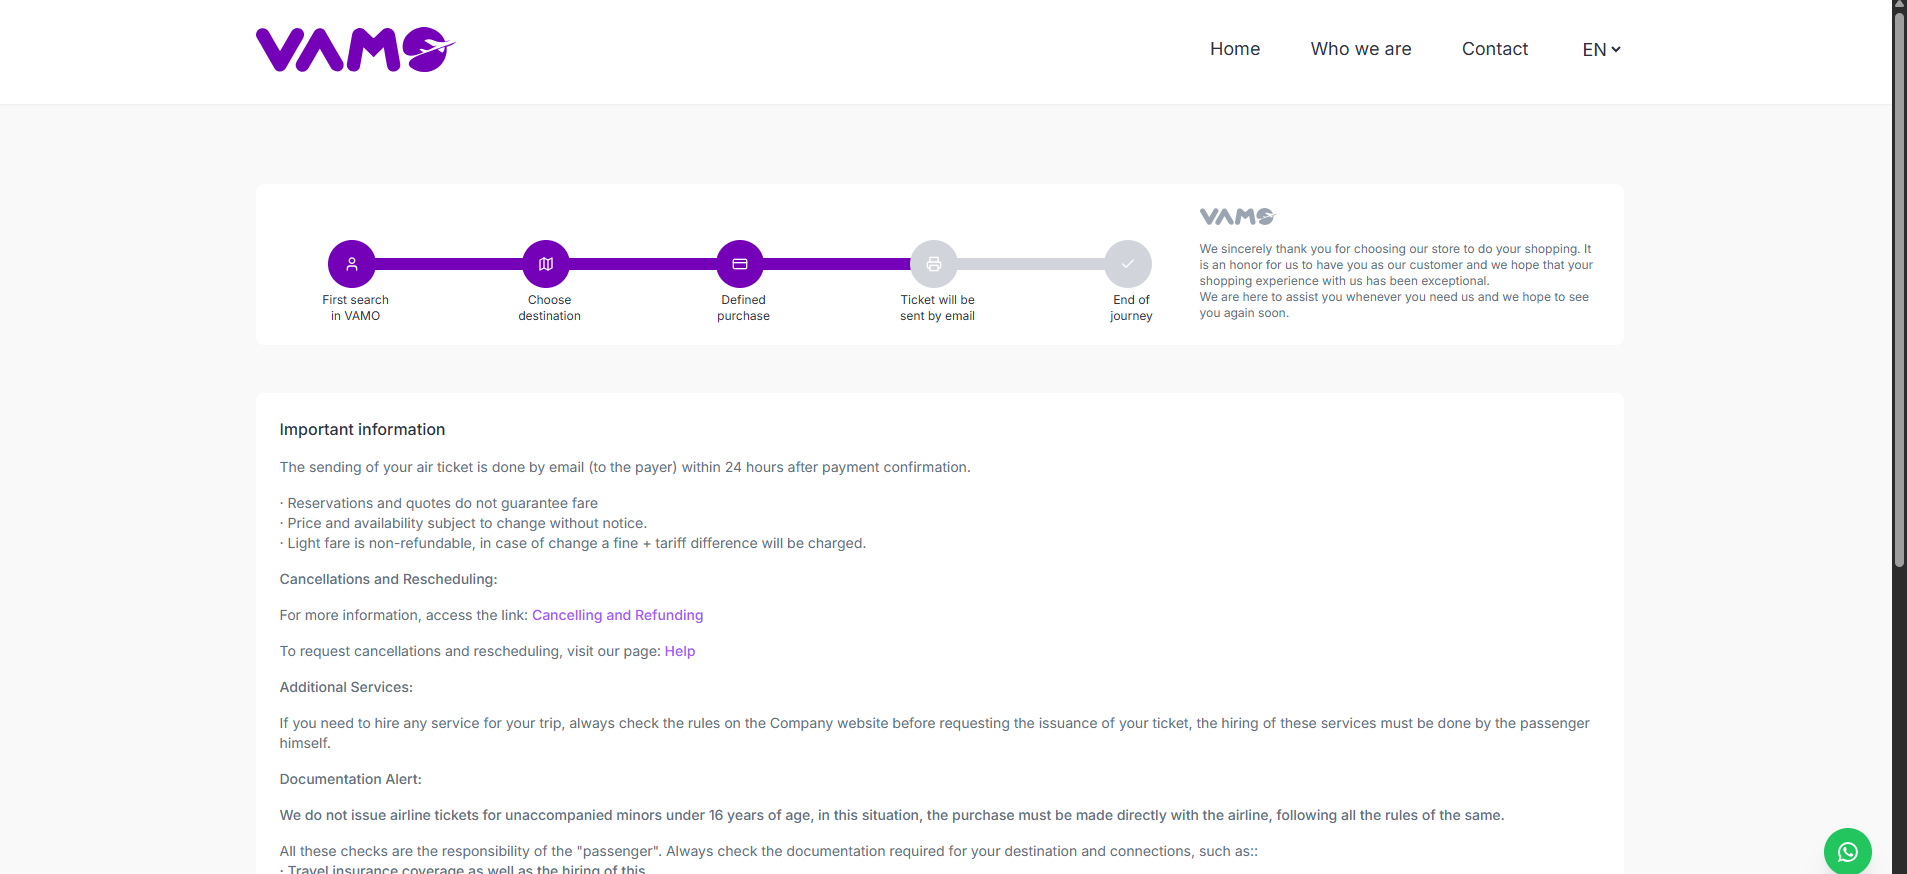 VAMO
Home
Who we are
Contact
EN
First search
in VAMO
Choose
destination
Defined
purchase
Ticket will be
sent by email
End of
journey
VAMO
We sincerely thank you for choosing our store to do your shopping. It
is an honor for us to have you as our customer and we hope that your
shopping experience with us has been exceptional.
We are here to assist you whenever you need us and we hope to see
you again soon.
Important information
The sending of your air ticket is done by email (to the payer) within 24 hours after payment confirmation.
· Reservations and quotes do not guarantee fare
· Price and availability subject to change without notice.
· Light fare is non-refundable, in case of change a fine + tariff difference will be charged.
Cancellations and Rescheduling:
For more information, access the link: Cancelling and Refunding
To request cancellations and rescheduling, visit our page: Help
Additional Services:
If you need to hire any service for your trip, always check the rules on the Company website before requesting the issuance of your ticket, the hiring of these services must be done by the passenger
himself.
Documentation Alert:
We do not issue airline tickets for unaccompanied minors under 16 years of age, in this situation, the purchase must be made directly with the airline, following all the rules of the same.
All these checks are the responsibility of the "passenger". Always check the documentation required for your destination and connections, such as::
· Travel insurance coverage as well as the hiring of this